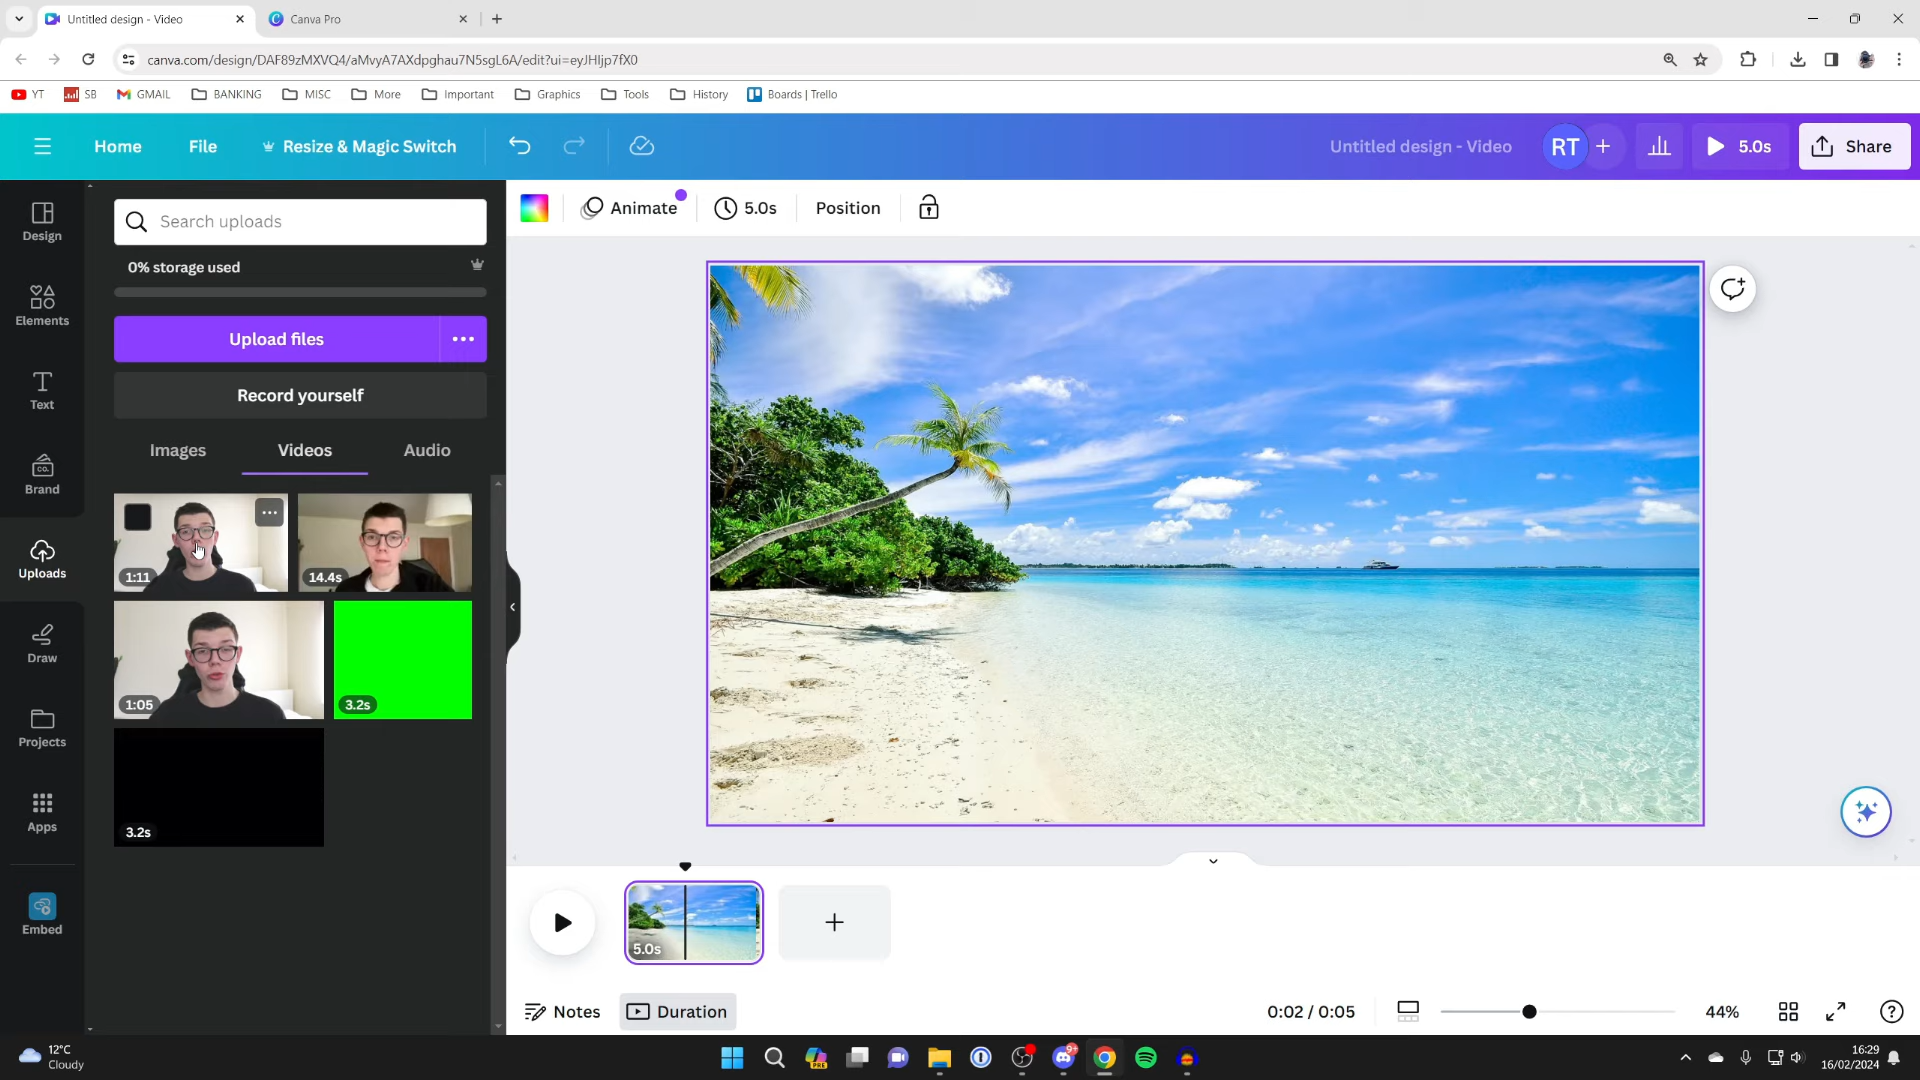 Untitled design - Video
Canva Pro
canva.com/design/DAF89zMXVQ4/aMvyA7AXdpghau7N5sgL6A/edit?ui=eyJHIjp7fX0
YT
SB
GMAIL
BANKING
MISC
More
Important
Graphics
Tools
History
Boards | Trello
Home
File
Resize & Magic Switch
Untitled design - Video
RT
5.0s
Share
Design
Elements
Text
Brand
Uploads
Draw
Projects
Apps
Embed
Search uploads
0% storage used
Upload files
Record yourself
Images
Videos
Audio
1:11
14.4s
1:05
3.2s
3.2s
Animate
5.0s
Position
5.0s
Notes
Duration
0:02 / 0:05
44%
12°C
Cloudy
PRE
9+
16:29
16/02/2024